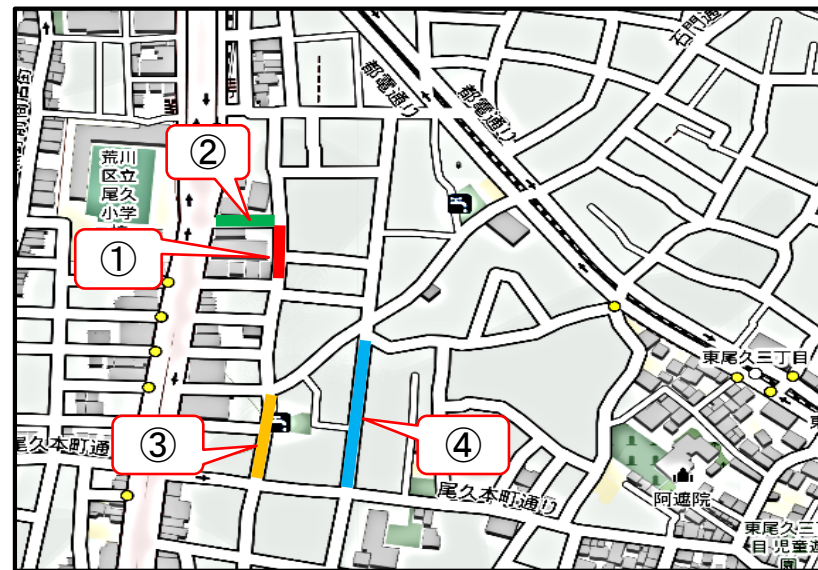 石門通
都電通り
都電通り
荒川
区立
尾久
小学
②
①
東尾久三丁目
③
④
尾久本町通
尾久本町通り
阿遮院
東尾久三丁
目児童遊
園